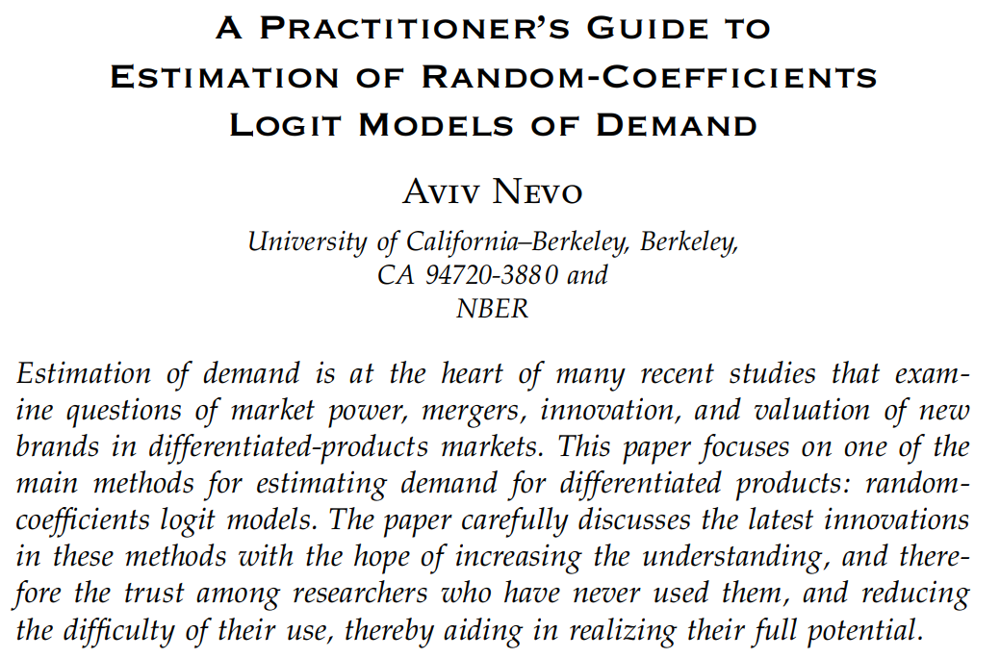 A Practitioner's Guide to
Estimation of Random-Coefficients
Logit Models of Demand
Aviv Nevo
University of California–Berkeley, Berkeley,
CA 94720-3880 and
NBER
Estimation of demand is at the heart of many recent studies that exam-
ine questions of market power, mergers, innovation, and valuation of new
brands in differentiated-products markets. This paper focuses on one of the
main methods for estimating demand for differentiated products: random-
coefficients logit models. The paper carefully discusses the latest innovations
in these methods with the hope of increasing the understanding, and there-
fore the trust among researchers who have never used them, and reducing
the difficulty of their use, thereby aiding in realizing their full potential.